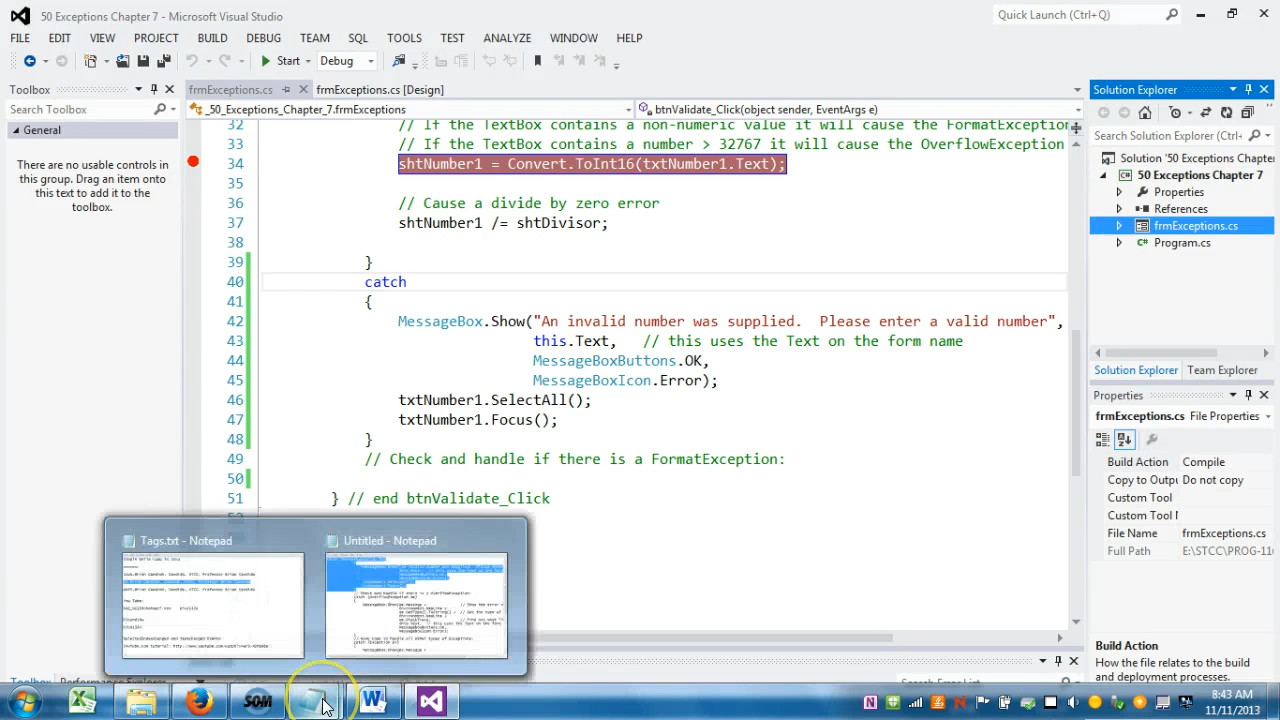 50 Exceptions Chapter 7 - Microsoft Visual Studio
Quick Launch (Ctrl+Q)
FILE EDIT VIEW PROJECT BUILD DEBUG TEAM SQL TOOLS TEST ANALYZE WINDOW HELP
Start Debug
Toolbox
Search Toolbox
General
There are no usable controls in
this group. Drag an item onto
this text to add it to the
toolbox.
frmExceptions.cs
frmExceptions.cs [Design]
_50_Exceptions_Chapter_7.frmExceptions
btnValidate_Click(object sender, EventArgs e)
32 // If the TextBox contains a non-numeric value it will cause the FormatException
33 // If the TextBox contains a number > 32767 it will cause the OverflowException
34 shtNumber1 = Convert.ToInt16(txtNumber1.Text);
35
36 // Cause a divide by zero error
37 shtNumber1 /= shtDivisor;
38
39 }
40 catch
41 {
42 MessageBox.Show("An invalid number was supplied.  Please enter a valid number",
43 this.Text,   // this uses the Text on the form name
44 MessageBoxButtons.OK,
45 MessageBoxIcon.Error);
46 txtNumber1.SelectAll();
47 txtNumber1.Focus();
48 }
49 // Check and handle if there is a FormatException:
50
51 } // end btnValidate_Click
Solution Explorer
Search Solution Explorer (Ctrl+
Solution '50 Exceptions Chapter
50 Exceptions Chapter 7
Properties
References
frmExceptions.cs
Program.cs
Solution Explorer Team Explorer
Properties
frmExceptions.cs File Properties
Build Action Compile
Copy to Outpu Do not copy
Custom Tool
Custom Tool N
File Name frmExceptions.cs
Full Path E:\STCC\PROG-110
Build Action
How the file relates to the build
and deployment processes.
Tags.txt - Notepad
Untitled - Notepad
SOM
8:43 AM
11/11/2013